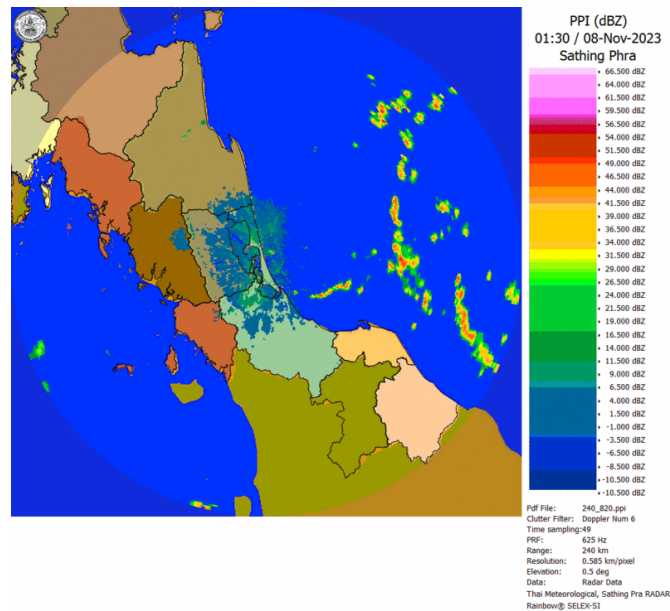 PPI (dBZ)
01:30 / 08-Nov-2023
Sathing Phra
66.500 dBZ
64.000 dBZ
61.500 dBZ
59.500 dBZ
56.500 dBZ
54.000 dBZ
51.500 dBZ
49.000 dBZ
46.500 dBZ
44.000 dBZ
41.500 dBZ
39.000 dBZ
36.500 dBZ
34.000 dBZ
31.500 dBZ
29.000 dBZ
26.500 dBZ
24.000 dBZ
19.000 dBZ
16.500 dBZ
14.000 dBZ
11.500 dBZ
9.000 dBZ
6.500 dBZ
4.000 dBZ
1.500 dBZ
-1.000 dBZ
-3.500 dBZ
-6.500 dBZ
-8.500 dBZ
-10.500 dBZ
-10.500 dBZ
Pdf File: 240_820.ppi
Clutter Filter: Doppler Num 6
Time sampling:49
PRF: 625 Hz
Range: 240 km
Resolution: 0.585 km/pixel
Elevation: 0.5 deg
Data: Radar Data
Thai Meteorological, Sathing Pra RADAR
Rainbow® SELEX-SI